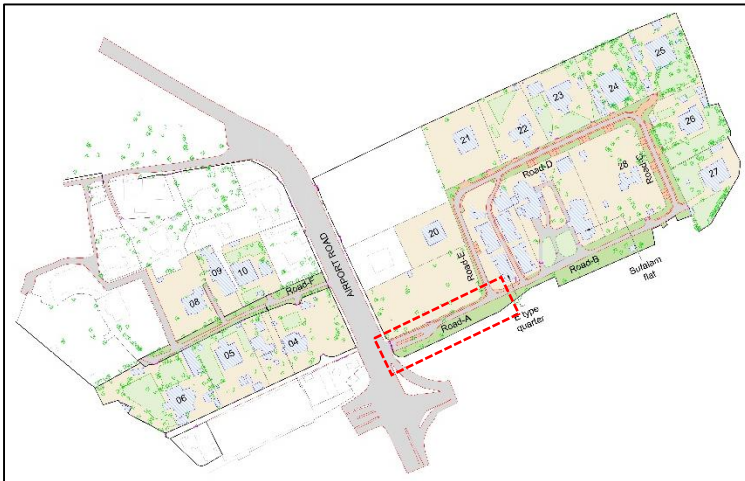 25
24
23
22
21
26
27
28
Road-D
Road-C
20
Road-E
AIRPORT ROAD
09
10
08
Road-F
Road-B
Sutalam
flat
E type
quarter
Road-A
04
05
06